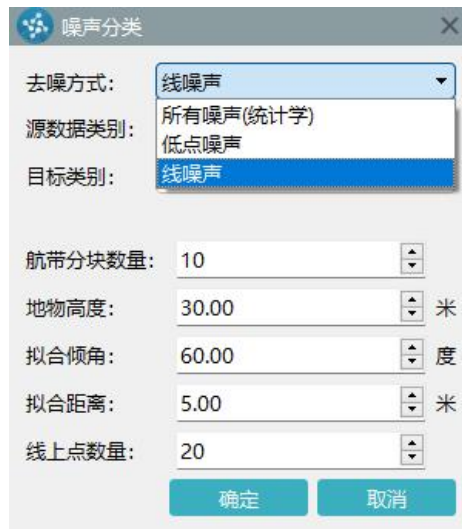 噪声分类
去噪方式: 线噪声
所有噪声(统计学)
源数据类别:
低点噪声
目标类别: 线噪声
航带分块数量: 10
地物高度: 30.00 米
拟合倾角: 60.00 度
拟合距离: 5.00 米
线上点数量: 20
确定 取消